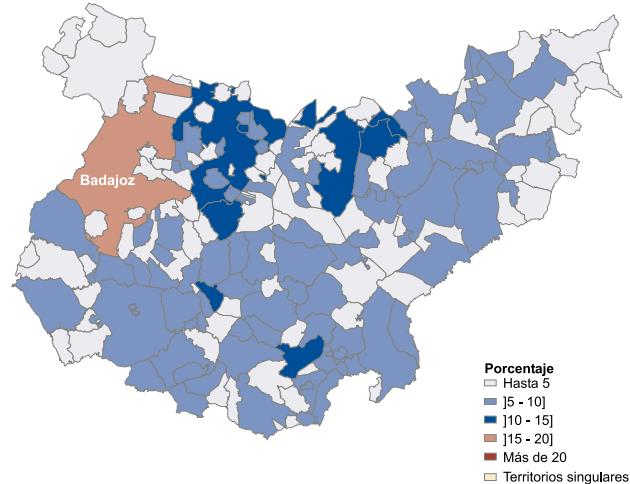 Badajoz
Porcentaje
Hasta 5
]5 - 10]
]10 - 15]
]15 - 20]
Más de 20
Territorios singulares